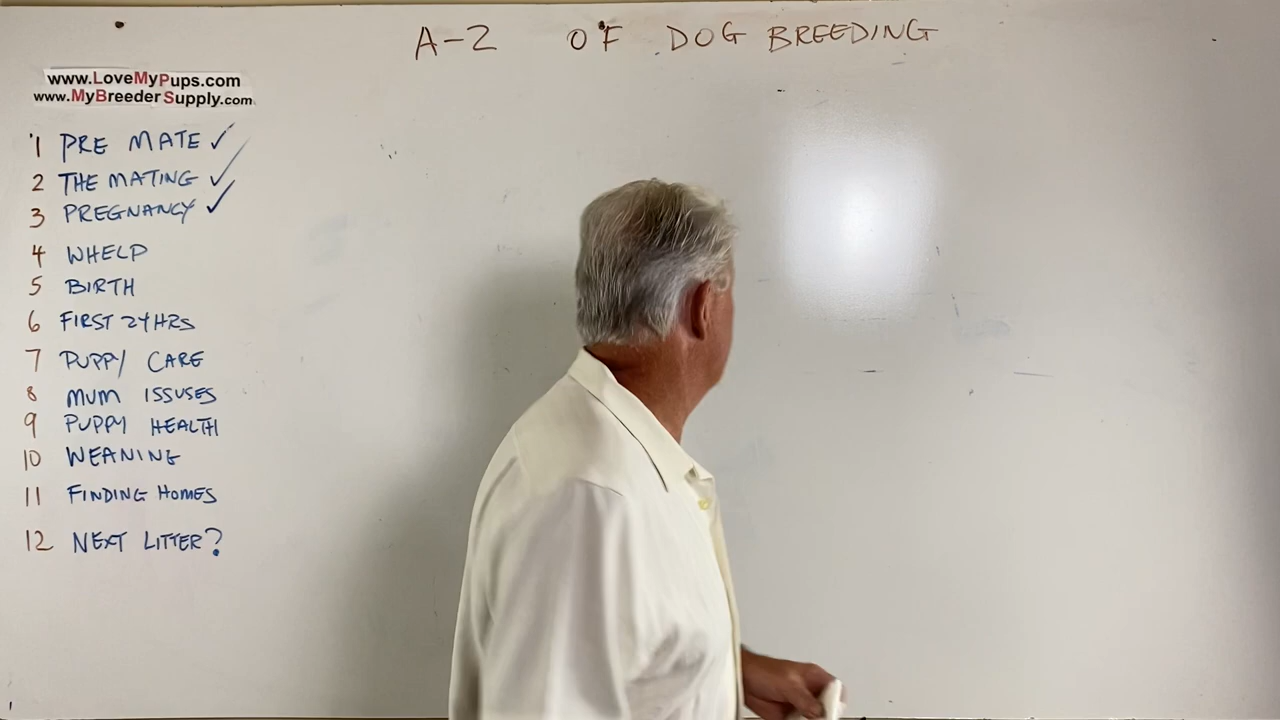 A-Z OF DOG BREEDING
www.LoveMyPups.com
www.MyBreederSupply.com
1 PRE MATE ✓
2 THE MATING ✓
3 PREGNANCY ✓
4 WHELP
5 BIRTH
6 FIRST 24HRS
7 PUPPY CARE
8 MUM ISSUSES
9 PUPPY HEALTH
10 WEANING
11 FINDING HOMES
12 NEXT LITTER?